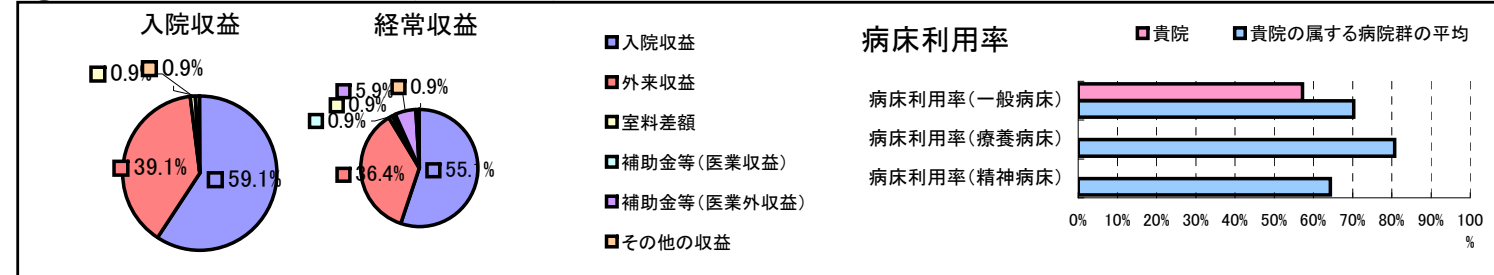 入院収益
0.9%
0.9%
39.1%
59.1%
経常収益
5.9%
0.9%
0.9%
0.9%
36.4%
入院収益
外来収益
室料差額
補助金等(医業収益)
補助金等(医業外収益)
その他の収益
病床利用率
貴院
貴院の属する病院群の平均
病床利用率(一般病床)
病床利用率(療養病床)
病床利用率(精神病床)
0% 10% 20% 30% 40% 50% 60% 70% 80% 90% 100
%